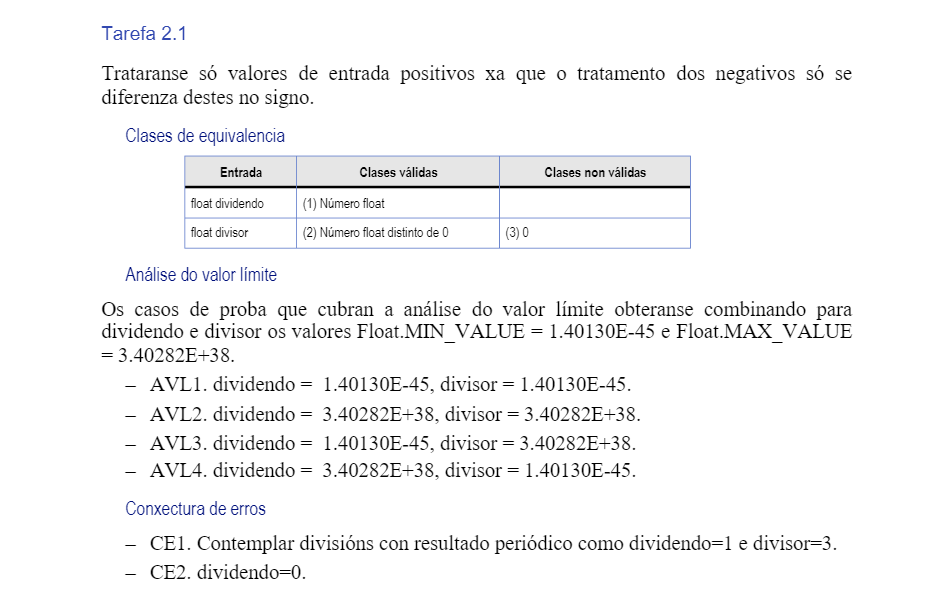 Tarefa 2.1
Trataranse só valores de entrada positivos xa que o tratamento dos negativos só se
diferenza destes no signo.
Clases de equivalencia
Entrada Clases válidas Clases non válidas
float dividendo (1) Número float
float divisor (2) Número float distinto de 0 (3) 0
Análise do valor límite
Os casos de proba que cubran a análise do valor límite obteranse combinando para
dividendo e divisor os valores Float.MIN_VALUE = 1.40130E-45 e Float.MAX_VALUE
= 3.40282E+38.
– AVL1. dividendo = 1.40130E-45, divisor = 1.40130E-45.
– AVL2. dividendo = 3.40282E+38, divisor = 3.40282E+38.
– AVL3. dividendo = 1.40130E-45, divisor = 3.40282E+38.
– AVL4. dividendo = 3.40282E+38, divisor = 1.40130E-45.
Conxectura de erros
– CE1. Contemplar divisións con resultado periódico como dividendo=1 e divisor=3.
– CE2. dividendo=0.